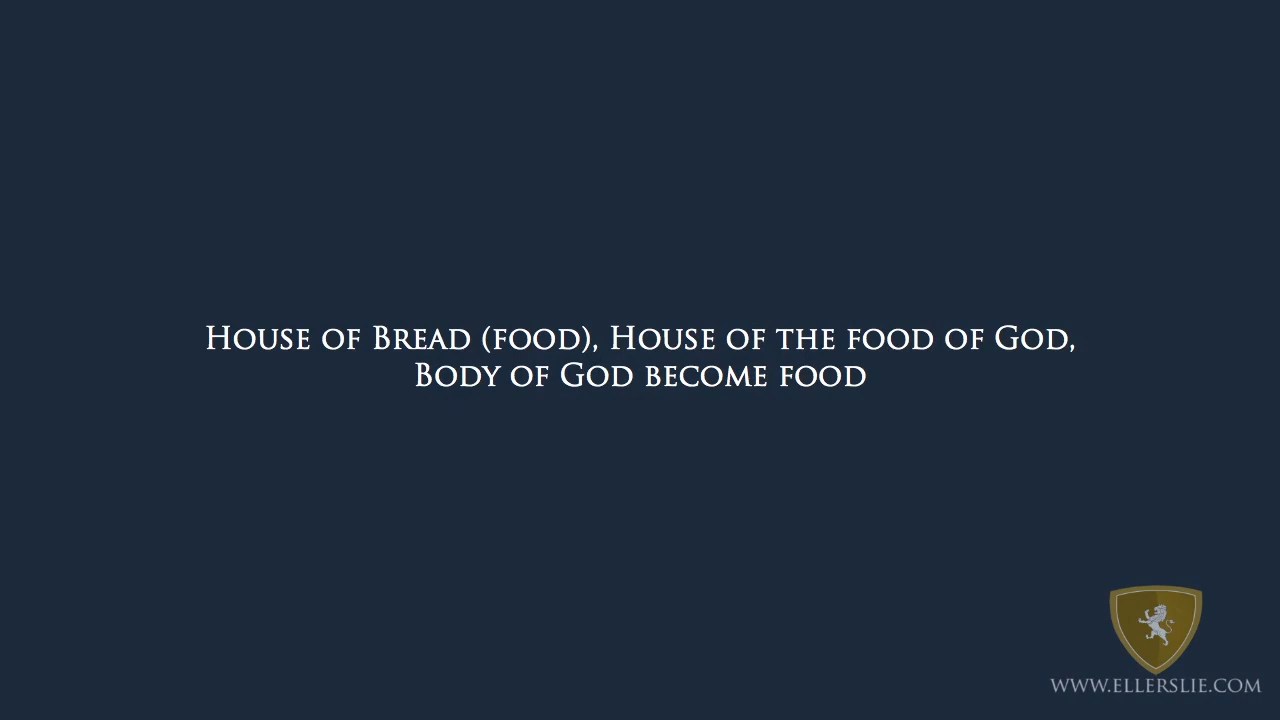 House of Bread (food), House of the food of God,
Body of God become food
www.ellerslie.com